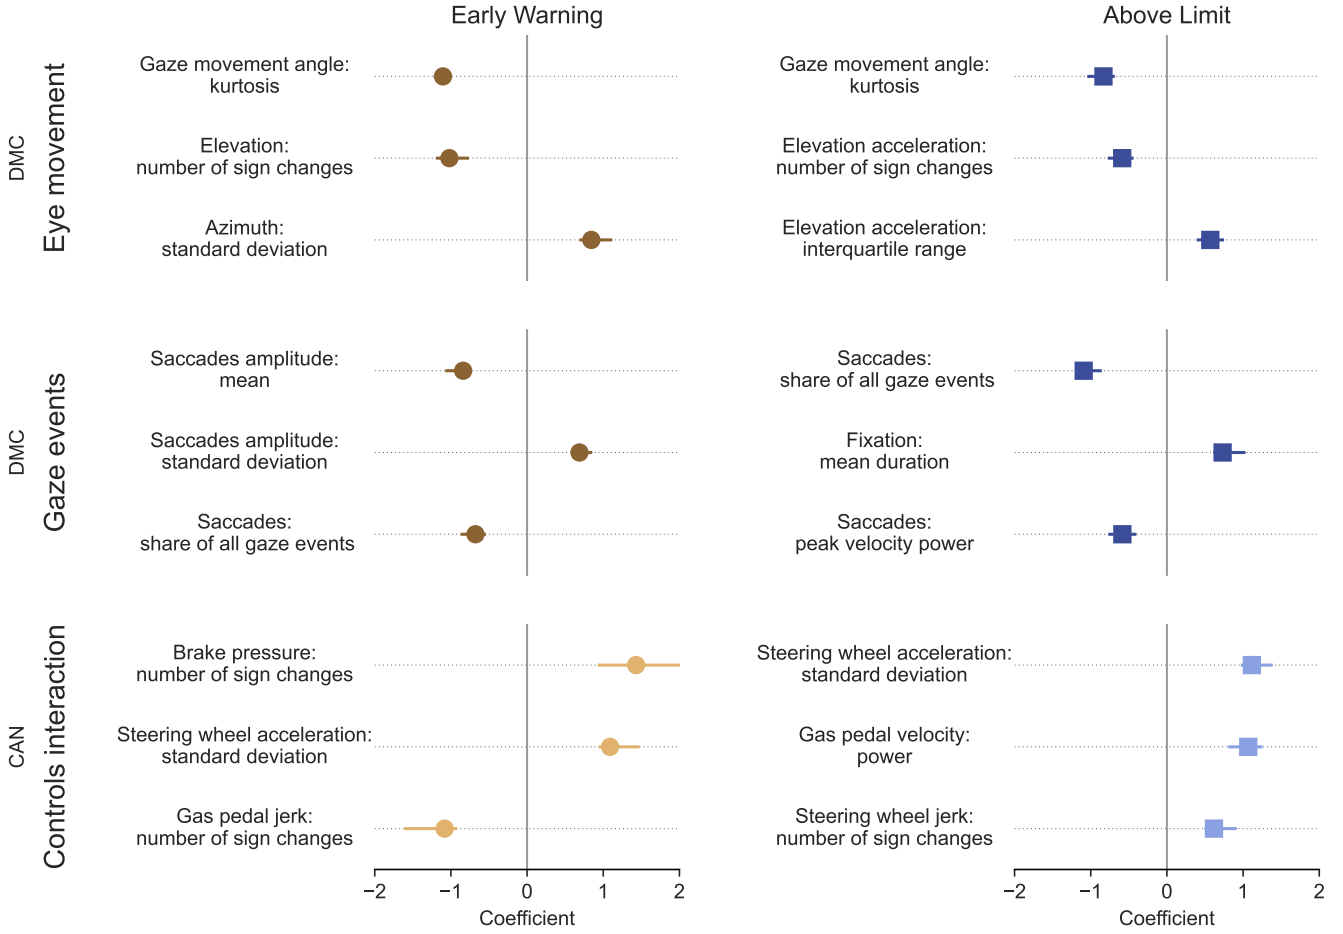 Early Warning
Above Limit
DMC
Eye movement
Gaze movement angle:
kurtosis
Elevation:
number of sign changes
Azimuth:
standard deviation
Gaze movement angle:
kurtosis
Elevation acceleration:
number of sign changes
Elevation acceleration:
interquartile range
DMC
Gaze events
Saccades amplitude:
mean
Saccades amplitude:
standard deviation
Saccades:
share of all gaze events
Saccades:
share of all gaze events
Fixation:
mean duration
Saccades:
peak velocity power
CAN
Controls interaction
Brake pressure:
number of sign changes
Steering wheel acceleration:
standard deviation
Gas pedal jerk:
number of sign changes
Steering wheel acceleration:
standard deviation
Gas pedal velocity:
power
Steering wheel jerk:
number of sign changes
−2 −1 0 1 2
Coefficient
−2 −1 0 1 2
Coefficient